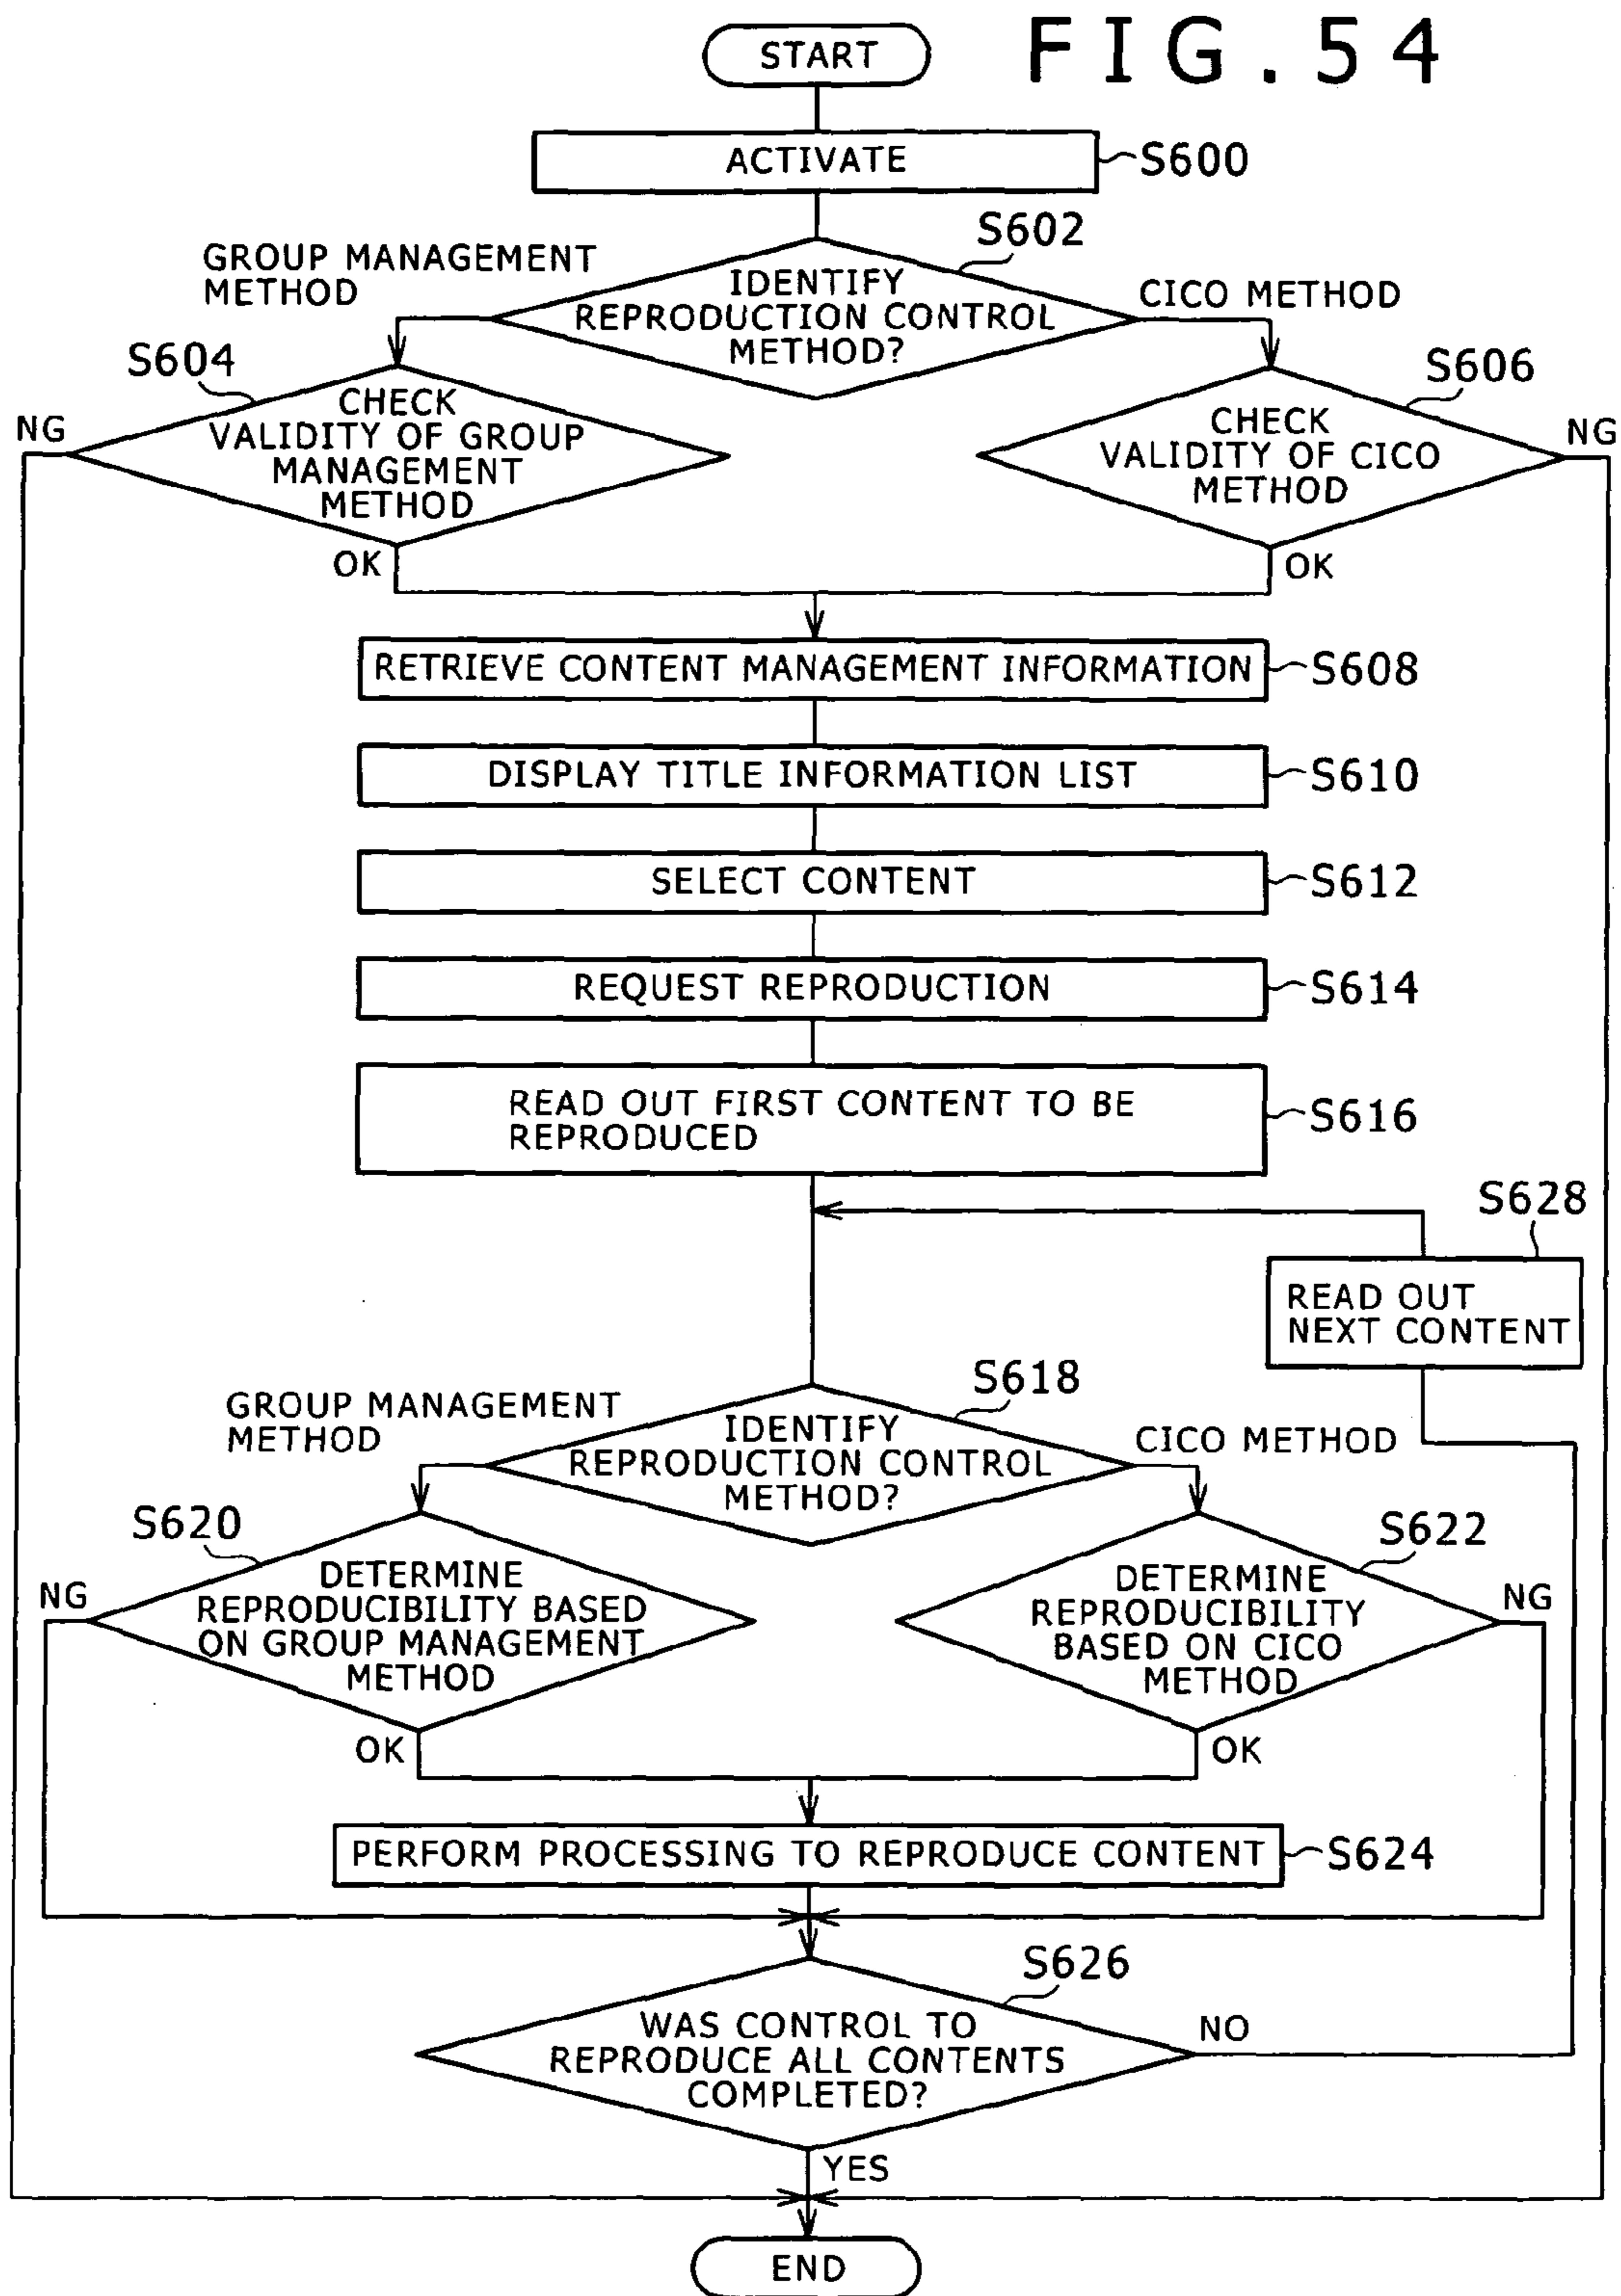 FIG.54
START
ACTIVATE
S600
S602
GROUP MANAGEMENT
METHOD
IDENTIFY
REPRODUCTION CONTROL
METHOD?
CICO METHOD
S604
S606
NG
CHECK
VALIDITY OF GROUP
MANAGEMENT
METHOD
CHECK
VALIDITY OF CICO
METHOD
NG
OK
OK
RETRIEVE CONTENT MANAGEMENT INFORMATION
S608
DISPLAY TITLE INFORMATION LIST
S610
SELECT CONTENT
S612
REQUEST REPRODUCTION
S614
READ OUT FIRST CONTENT TO BE
REPRODUCED
S616
S628
READ OUT
NEXT CONTENT
S618
GROUP MANAGEMENT
METHOD
IDENTIFY
REPRODUCTION CONTROL
METHOD?
CICO METHOD
S620
S622
NG
DETERMINE
REPRODUCIBILITY BASED
ON GROUP MANAGEMENT
METHOD
DETERMINE
REPRODUCIBILITY
BASED ON CICO
METHOD
NG
OK
OK
PERFORM PROCESSING TO REPRODUCE CONTENT
S624
S626
WAS CONTROL TO
REPRODUCE ALL CONTENTS
COMPLETED?
NO
YES
END